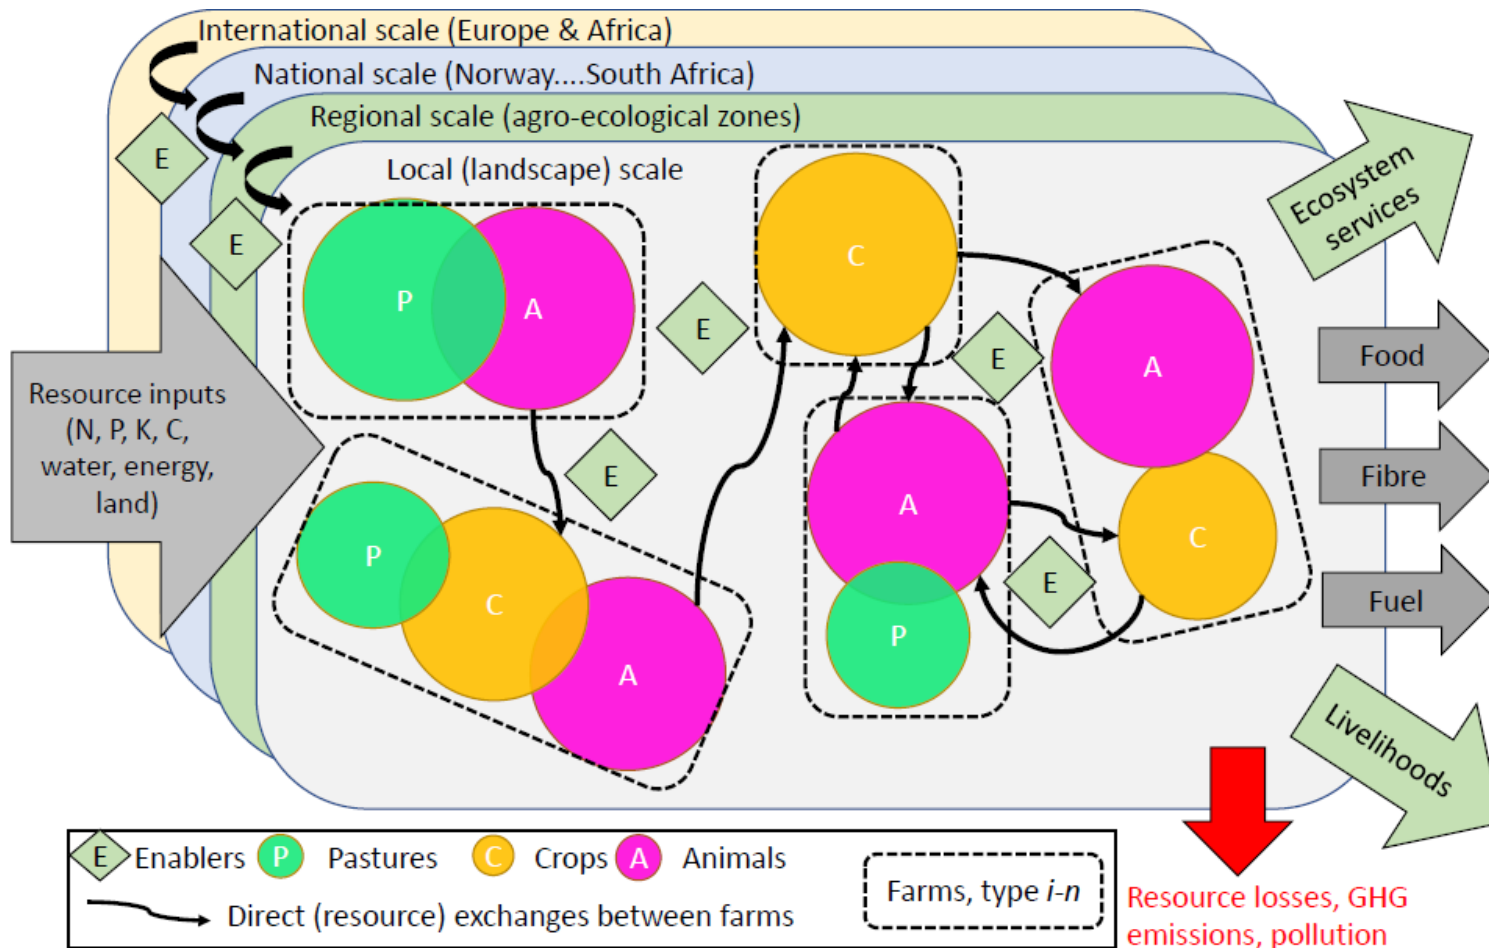 International scale (Europe & Africa)
National scale (Norway....South Africa)
Regional scale (agro-ecological zones)
Local (landscape) scale
E
E
P
A
E
C
E
A
Ecosystem
services
Resource inputs
(N, P, K, C,
water, energy,
land)
E
P
C
A
A
P
E
C
Food
Fibre
Fuel
Livelihoods
E Enablers P Pastures C Crops A Animals
Direct (resource) exchanges between farms
Farms, type i-n
Resource losses, GHG
emissions, pollution